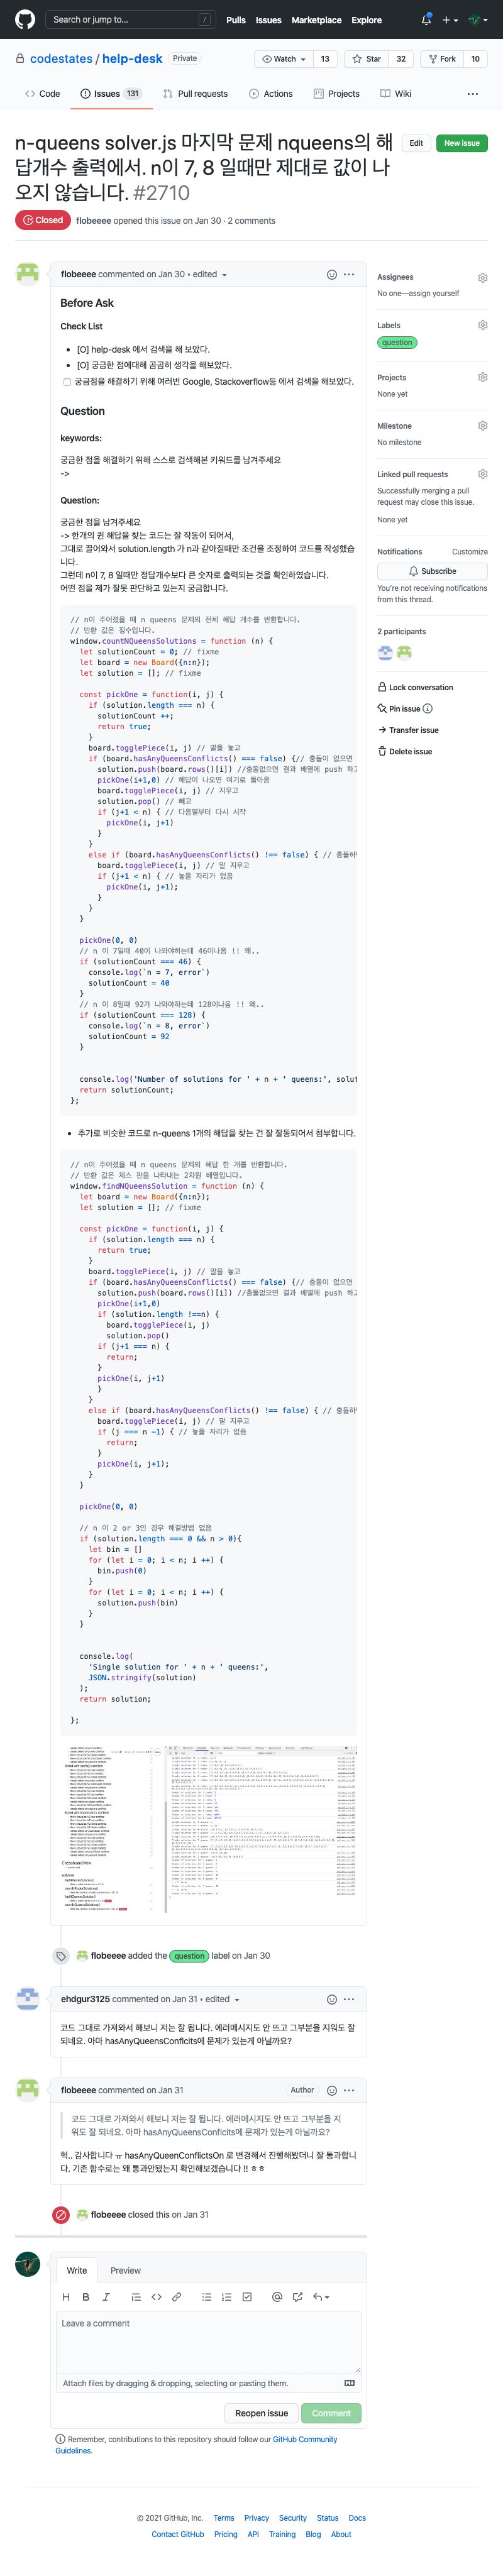 Search or jump to...
/
Pulls Issues Marketplace Explore
codestates / help-desk Private
Watch 13 Star 32 Fork 10
Code Issues 131 Pull requests Actions Projects Wiki
n-queens solver.js 마지막 문제 nqueens의 해
답개수 출력에서. n이 7, 8 일때만 제대로 값이 나
오지 않습니다. #2710
Edit New issue
Closed flobeeee opened this issue on Jan 30 · 2 comments
flobeeee commented on Jan 30 • edited
Before Ask
Check List
[O] help-desk 에서 검색을 해 보았다.
[O] 궁금한 점에대해 곰곰히 생각을 해보았다.
궁금점을 해결하기 위해 여러번 Google, Stackoverflow등 에서 검색을 해보았다.
Question
keywords:
궁금한 점을 해결하기 위해 스스로 검색해본 키워드를 남겨주세요
->
Question:
궁금한 점을 남겨주세요
-> 한개의 퀸 해답을 찾는 코드는 잘 작동이 되어서,
그대로 끌어와서 solution.length 가 n과 같아질때만 조건을 조정하여 코드를 작성했습
니다.
그런데 n이 7, 8 일때만 정답개수보다 큰 숫자로 출력되는 것을 확인하였습니다.
어떤 점을 제가 잘못 판단하고 있는지 궁금합니다.
// n이 주어졌을 때 n queens 문제의 전체 해답 개수를 반환합니다.
// 반환 값은 정수입니다.
window.countNQueensSolutions = function (n) {
let solutionCount = 0; // fixme
let board = new Board({n:n});
let solution = []; // fixme
const pickOne = function(i, j) {
if (solution.length === n) {
solutionCount ++;
return true;
}
board.togglePiece(i, j) // 말을 놓고
if (board.hasAnyQueensConflicts() === false) {// 충돌이 없으면
solution.push(board.rows()[i]) //충돌없으면 결과 배열에 push 하고
pickOne(i+1,0) // 해답이 나오면 여기로 돌아옴
board.togglePiece(i, j) // 지우고
solution.pop() // 빼고
if (j+1 < n) { // 다음열부터 다시 시작
pickOne(i, j+1)
}
}
else if (board.hasAnyQueensConflicts() !== false) { // 충돌하
board.togglePiece(i, j) // 말 지우고
if (j+1 < n) { // 놓을 자리가 없음
pickOne(i, j+1);
}
}
}
pickOne(0, 0)
// n 이 7일때 40이 나와야하는데 46이나옴 !! 왜..
if (solutionCount === 46) {
console.log(`n = 7, error`)
solutionCount = 40
}
// n 이 8일때 92가 나와야하는데 128이나옴 !! 왜..
if (solutionCount === 128) {
console.log(`n = 8, error`)
solutionCount = 92
}
console.log('Number of solutions for ' + n + ' queens:', solut
return solutionCount;
};
추가로 비슷한 코드로 n-queens 1개의 해답을 찾는 건 잘 잘동되어서 첨부합니다.
// n이 주어졌을 때 n queens 문제의 해답 한 개를 반환합니다.
// 반환 값은 체스 판을 나타내는 2차원 배열입니다.
window.findNQueensSolution = function (n) {
let board = new Board({n:n});
let solution = []; // fixme
const pickOne = function(i, j) {
if (solution.length === n) {
return true;
}
board.togglePiece(i, j) // 말을 놓고
if (board.hasAnyQueensConflicts() === false) {// 충돌이 없으면
solution.push(board.rows()[i]) //충돌없으면 결과 배열에 push 하고
pickOne(i+1,0)
if (solution.length !==n) {
board.togglePiece(i, j)
solution.pop()
if (j+1 === n) {
return;
}
pickOne(i, j+1)
}
}
else if (board.hasAnyQueensConflicts() !== false) { // 충돌하
board.togglePiece(i, j) // 말 지우고
if (j === n -1) { // 놓을 자리가 없음
return;
}
pickOne(i, j+1);
}
}
pickOne(0, 0)
// n 이 2 or 3인 경우 해결방법 없음
if (solution.length === 0 && n > 0){
let bin = []
for (let i = 0; i < n; i ++) {
bin.push(0)
}
for (let i = 0; i < n; i ++) {
solution.push(bin)
}
}
console.log(
'Single solution for ' + n + ' queens:',
JSON.stringify(solution)
);
return solution;
};
flobeeee added the question label on Jan 30
ehdgur3125 commented on Jan 31 • edited
코드 그대로 가져와서 해보니 저는 잘 됩니다. 에러메시지도 안 뜨고 그부분을 지워도 잘
되네요. 아마 hasAnyQueensConflcits에 문제가 있는게 아닐까요?
flobeeee commented on Jan 31 Author
코드 그대로 가져와서 해보니 저는 잘 됩니다. 에러메시지도 안 뜨고 그부분을 지
워도 잘 되네요. 아마 hasAnyQueensConflcits에 문제가 있는게 아닐까요?
헉.. 감사합니다 ㅠ hasAnyQueenConflictsOn 로 변경해서 진행해봤더니 잘 통과합니
다. 기존 함수로는 왜 통과안됐는지 확인해보겠습니다 !! ㅎㅎ
flobeeee closed this on Jan 31
Write Preview
Leave a comment
Attach files by dragging & dropping, selecting or pasting them.
Reopen issue Comment
Remember, contributions to this repository should follow our GitHub Community
Guidelines.
Assignees
No one—assign yourself
Labels
question
Projects
None yet
Milestone
No milestone
Linked pull requests
Successfully merging a pull
request may close this issue.
None yet
Notifications Customize
Subscribe
You're not receiving notifications
from this thread.
2 participants
Lock conversation
Pin issue
Transfer issue
Delete issue
© 2021 GitHub, Inc. Terms Privacy Security Status Docs
Contact GitHub Pricing API Training Blog About